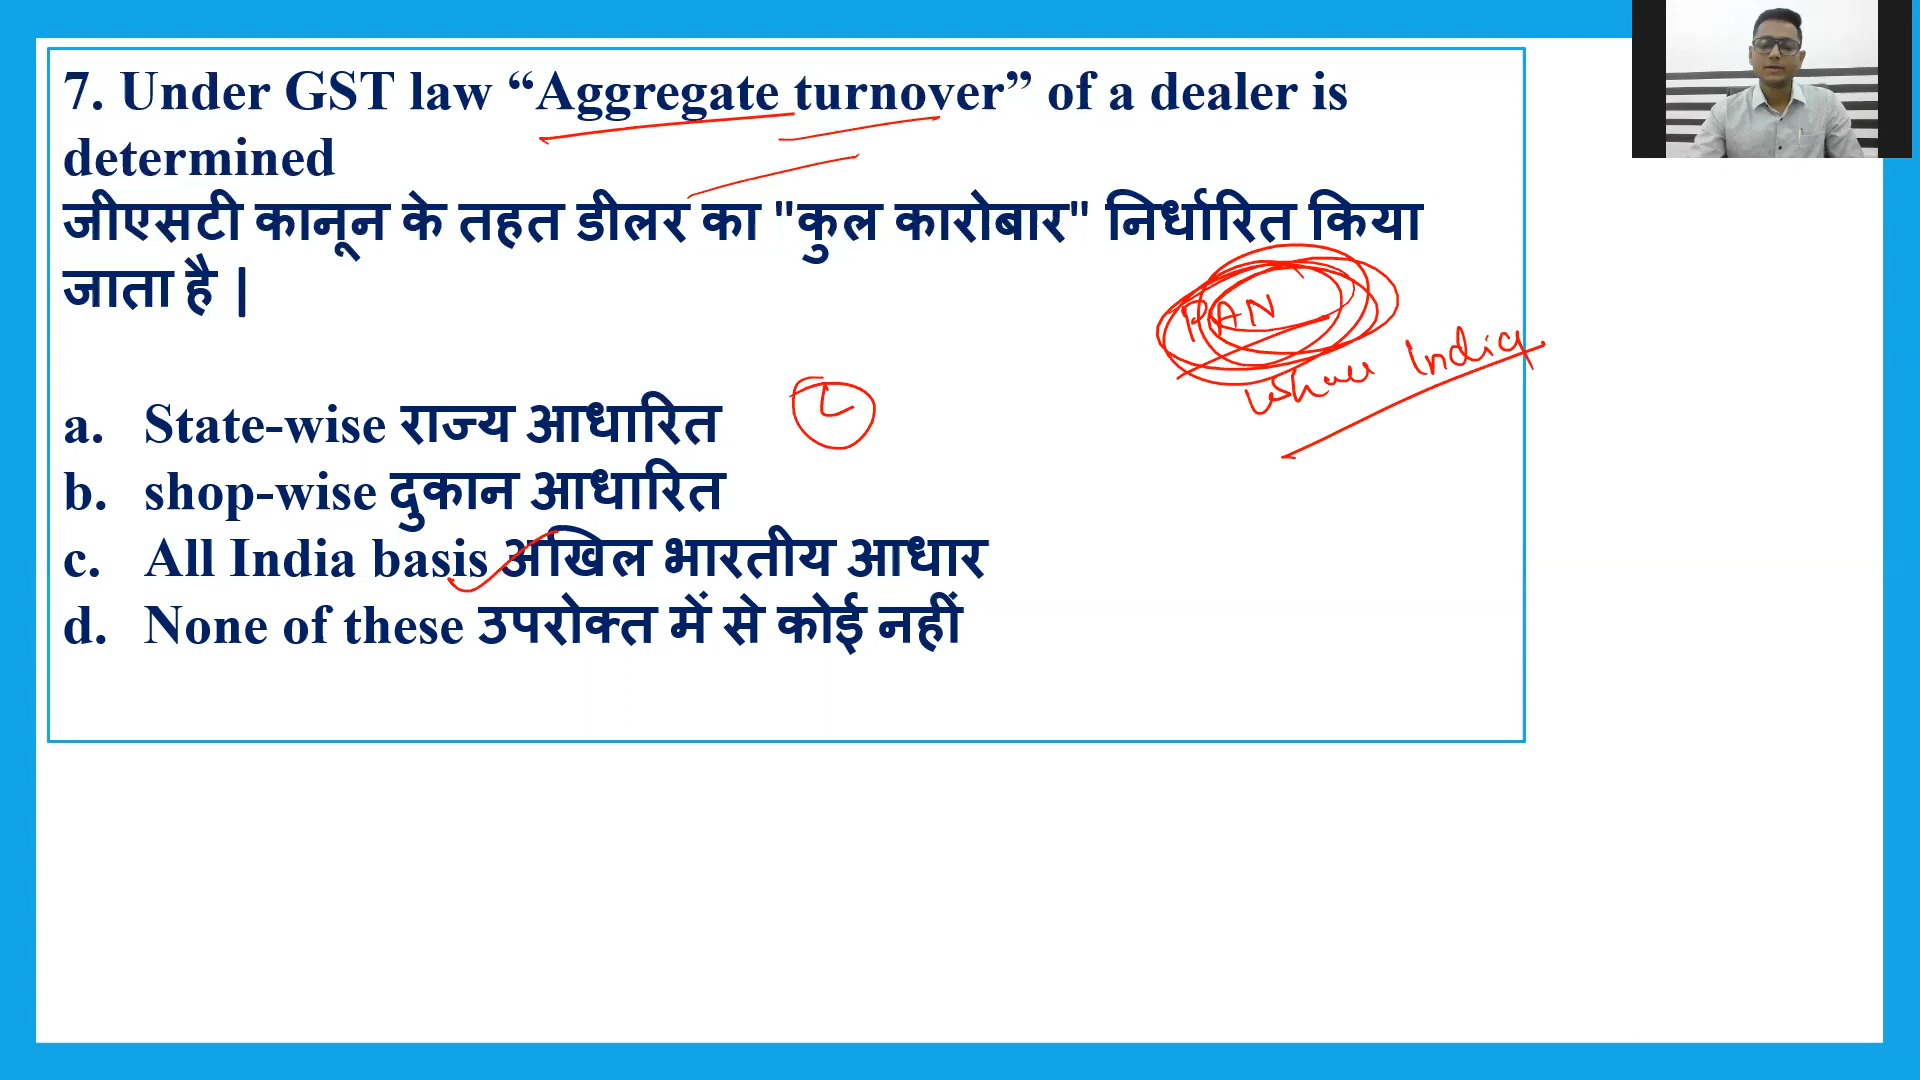 7. Under GST law “Aggregate turnover” of a dealer is
determined
जीएसटी कानून के तहत डीलर का "कुल कारोबार" निर्धारित किया
जाता है |
PAN
India
a. State-wise राज्य आधारित
b. shop-wise दुकान आधारित
c. All India basis अखिल भारतीय आधार
d. None of these उपरोक्त में से कोई नहीं